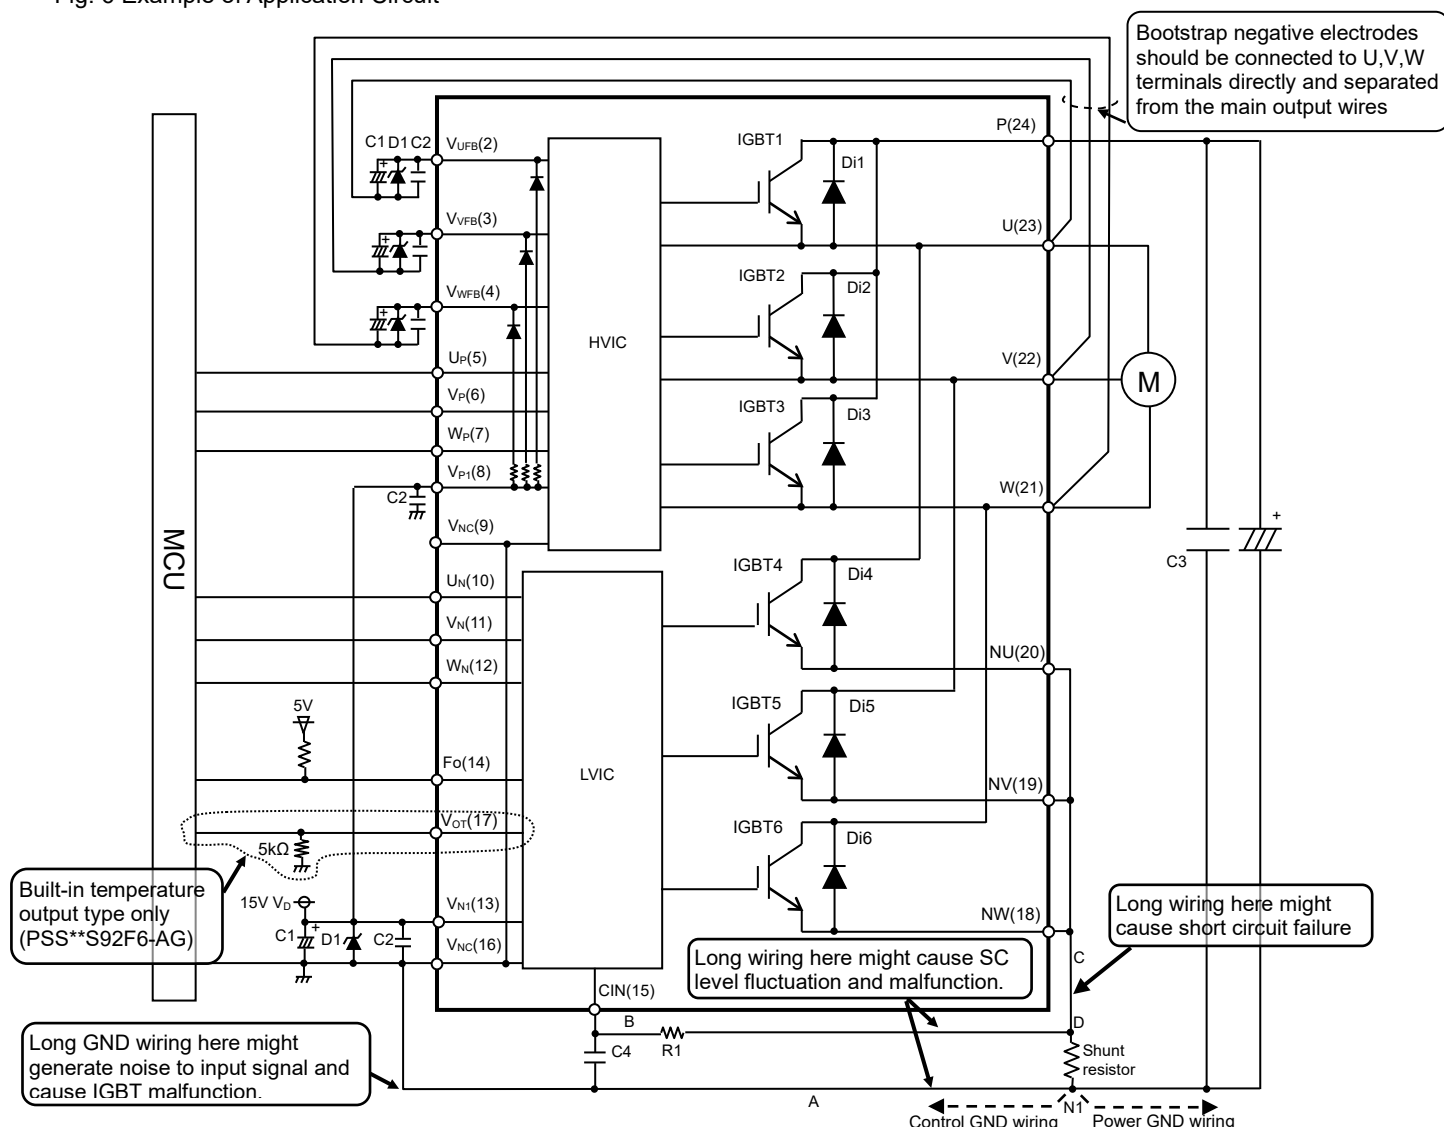 Fig. 6 Example of Application Circuit
Bootstrap negative electrodes
should be connected to U,V,W
terminals directly and separated
from the main output wires
P(24)
IGBT1
Di1
C1 D1 C2
+
VUFB(2)
U(23)
VVFB(3)
+
IGBT2
Di2
VWFB(4)
+
HVIC
UP(5)
V(22)
M
VP(6)
IGBT3
Di3
WP(7)
VP1(8)
C2
W(21)
VNC(9)
+
MCU
C3
IGBT4
Di4
UN(10)
VN(11)
WN(12)
NU(20)
5V
IGBT5
Di5
Fo(14)
LVIC
NV(19)
VOT(17)
5kΩ
IGBT6
Di6
Built-in temperature
output type only
(PSS**S92F6-AG)
15V VD
VN1(13)
NW(18)
Long wiring here might
cause short circuit failure
C1
+
D1
C2
VNC(16)
Long wiring here might cause SC
level fluctuation and malfunction.
C
CIN(15)
B
D
R1
C4
Shunt
resistor
Long GND wiring here might
generate noise to input signal and
cause IGBT malfunction.
A
N1
Control GND wiring
Power GND wiring